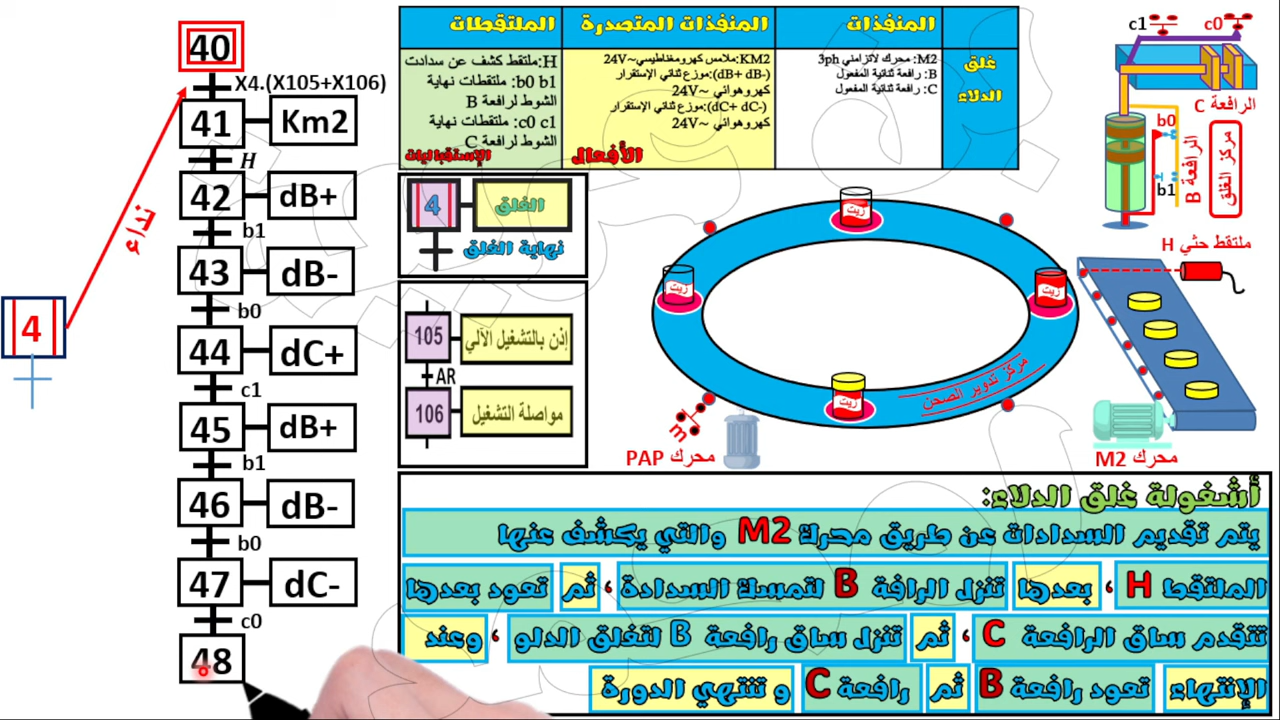 40
X4.(X105+X106)
41 Km2
H
42 dB+
b1
43 dB-
b0
44 dC+
c1
45 dB+
b1
46 dB-
b0
47 dC-
c0
48
نداء
4
المنفذات المنفذات المتصدرة الملتقطات
غلق
الدلاء
M2: محرك لاتزامني 3ph
B: رافعة ثنائية المفعول
C: رافعة ثنائية المفعول
KM2:ملامس كهرومغناطيسي~24V
(dB+ dB-):موزع ثنائي الإستقرار
كهروهوائي ~24V
(dC+ dC-):موزع ثنائي الإستقرار
كهروهوائي ~24V
الأفعال
H:ملتقط كشف عن سدادت
b0 b1: ملتقطات نهاية
الشوط لرافعة B
c0 c1: ملتقطات نهاية
الشوط لرافعة C
الإستقباليات
4 الغلق
نهاية الغلق
105 إذن بالتشغيل الآلي
AR
106 مواصلة التشغيل
c1 c0
الرافعة C
b0
b1
الرافعة B
مركز الغلق
ملتقط حثي H
زيت
زيت
زيت
زيت
مركز تدوير الصحن
m
محرك PAP
محرك M2
أشغولة غلق الدلاء:
يتم تقديم السدادات عن طريق محرك M2 والتي يكشف عنها
الملتقط H ، بعدها تنزل الرافة B لتمسك السدادة ، ثم تعود بعدها
تتقدم ساق الرافعة C ، ثم تنزل ساق رافعة B لتغلق الدلو ، وعند
الإنتهاء تعود رافعة B ثم رافعة C و تنتهي الدورة